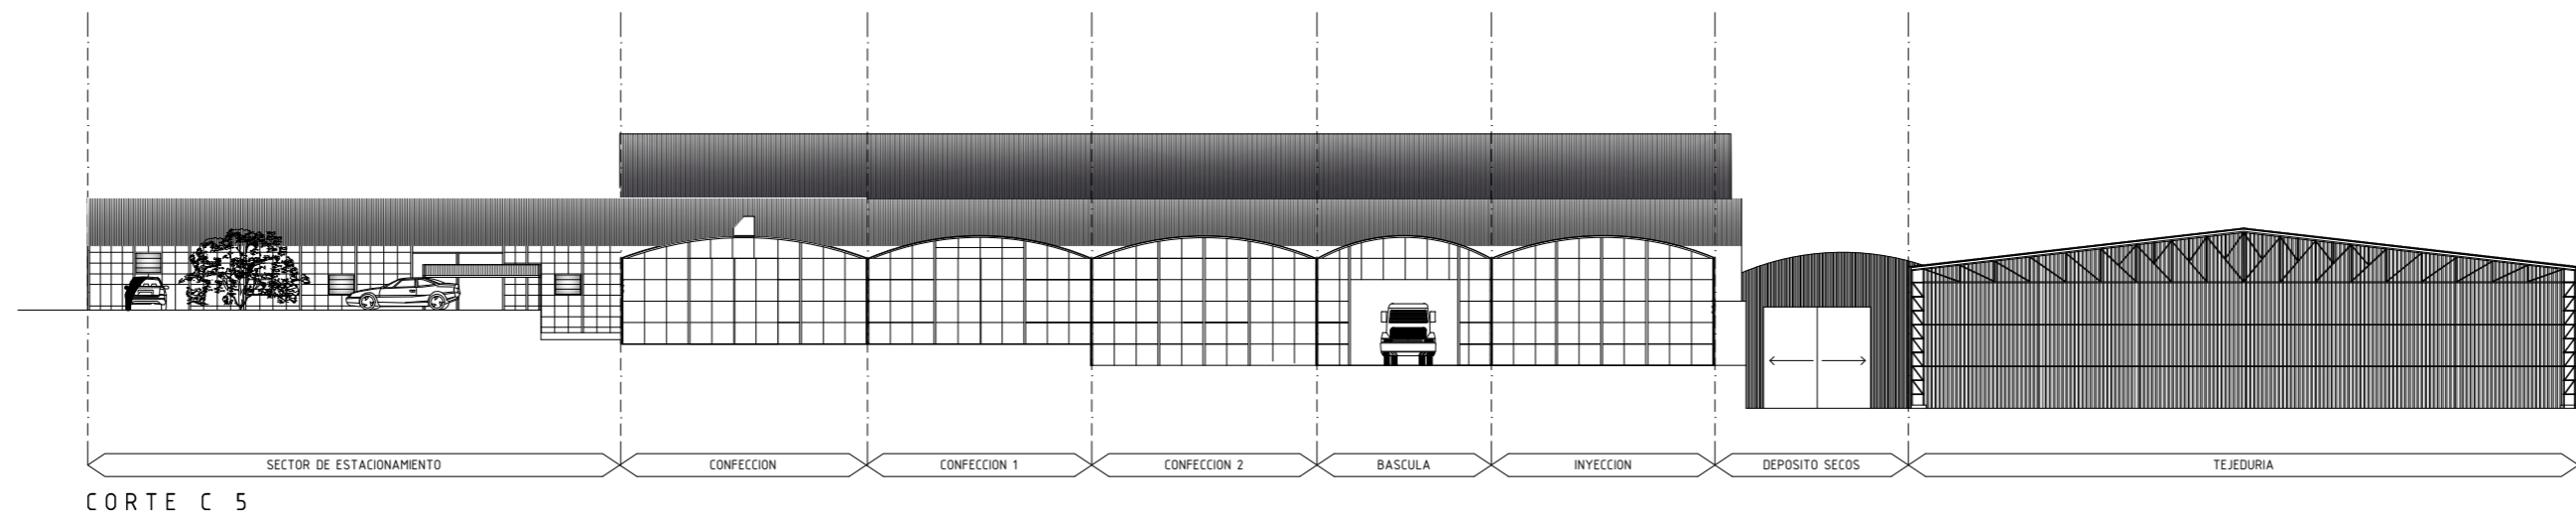 SECTOR DE ESTACIONAMIENTO
CONFECCION
CONFECCION 1
CONFECCION 2
BASCULA
INYECCION
DEPOSITO SECOS
TEJEDURIA
CORTE C 5